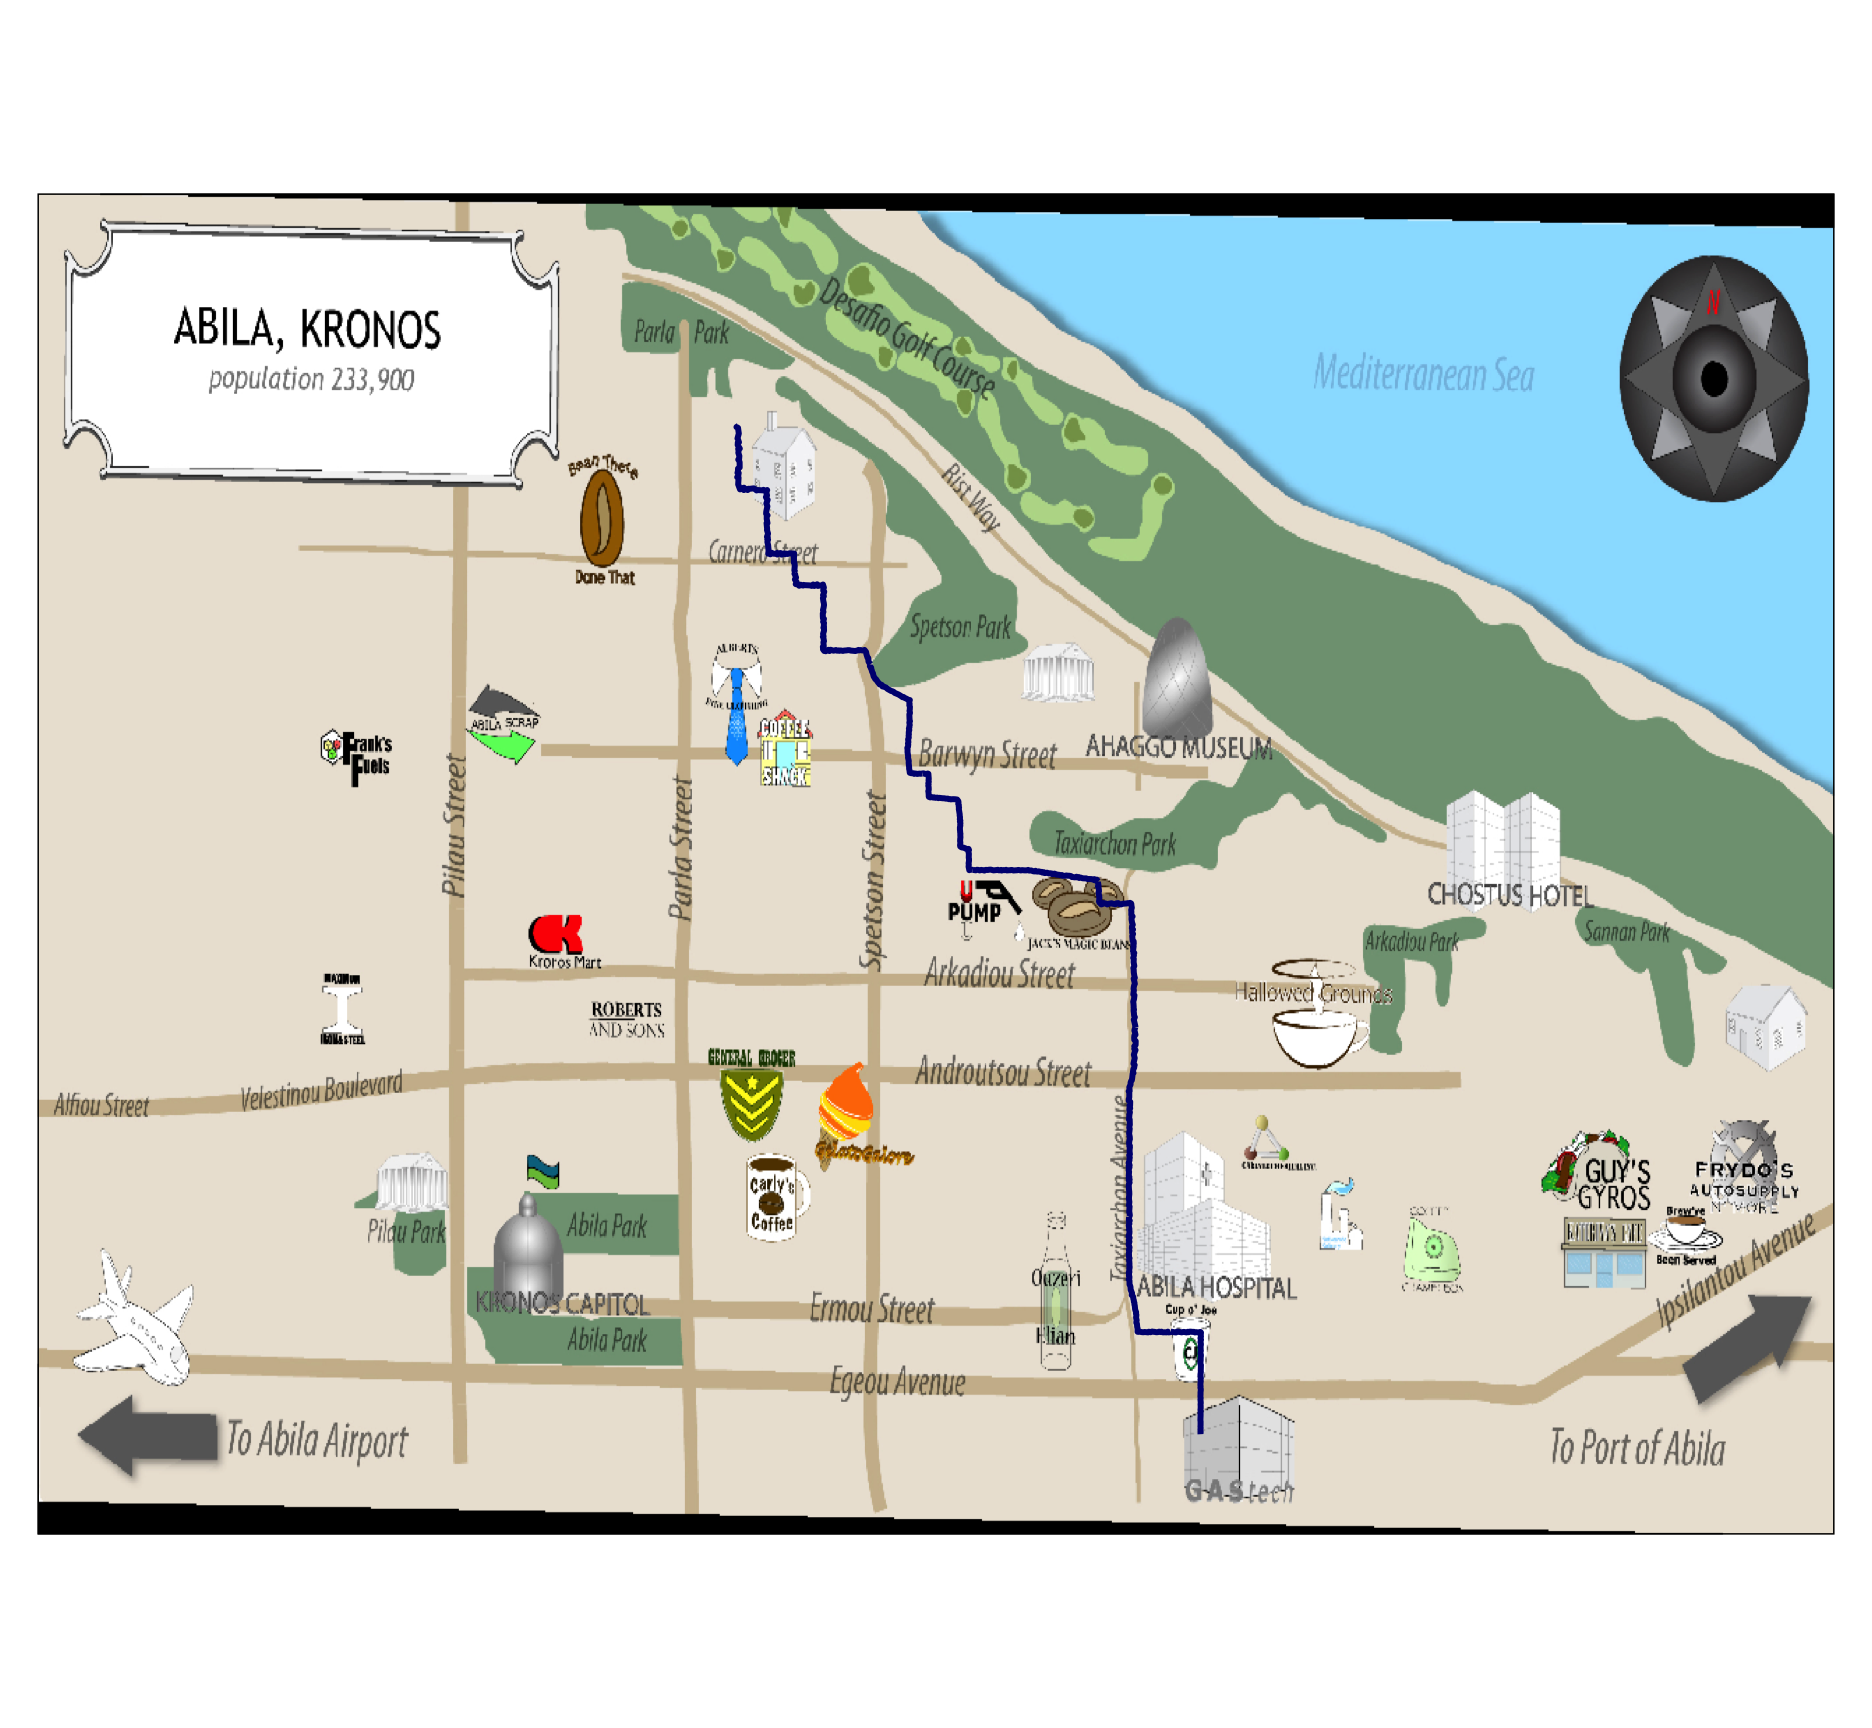 ABILA, KRONOS
population 233,900
N
Mediterranean Sea
Desafio Golf Course
Parla Park
Rist Way
Bean There
Done That
Carnero Street
Spetson Park
ALBERT'S
ABILA SCRAP
Frank's
Fuels
COFFEE
SHACK
Barwyn Street
AHAGGO MUSEUM
Pilau Street
Parla Street
Spetson Street
Taxiarchon Park
CHOSTUS HOTEL
U
PUMP
JACK'S MAGIC BEANS
Arkadiou Park
Sannan Park
Kronos Mart
Arkadiou Street
Hallowed Grounds
MAXIMUM
IRON & STEEL
ROBERTS
AND SONS
GENERAL GROCER
Androutsou Street
Alfiou Street
Velestinou Boulevard
GelatoGalore
Carly's
Coffee
Taxiarchon Avenue
GUY'S
GYROS
FRYDO'S
AUTOSUPPLY
N' MORE
Brew've
Been Served
Pilau Park
Abila Park
KRONOS CAPITOL
Abila Park
Ermou Street
Ouzeri
Elian
ABILA HOSPITAL
Cup o' Joe
CJ
Ipsilantou Avenue
Egeou Avenue
To Abila Airport
To Port of Abila
GAStech